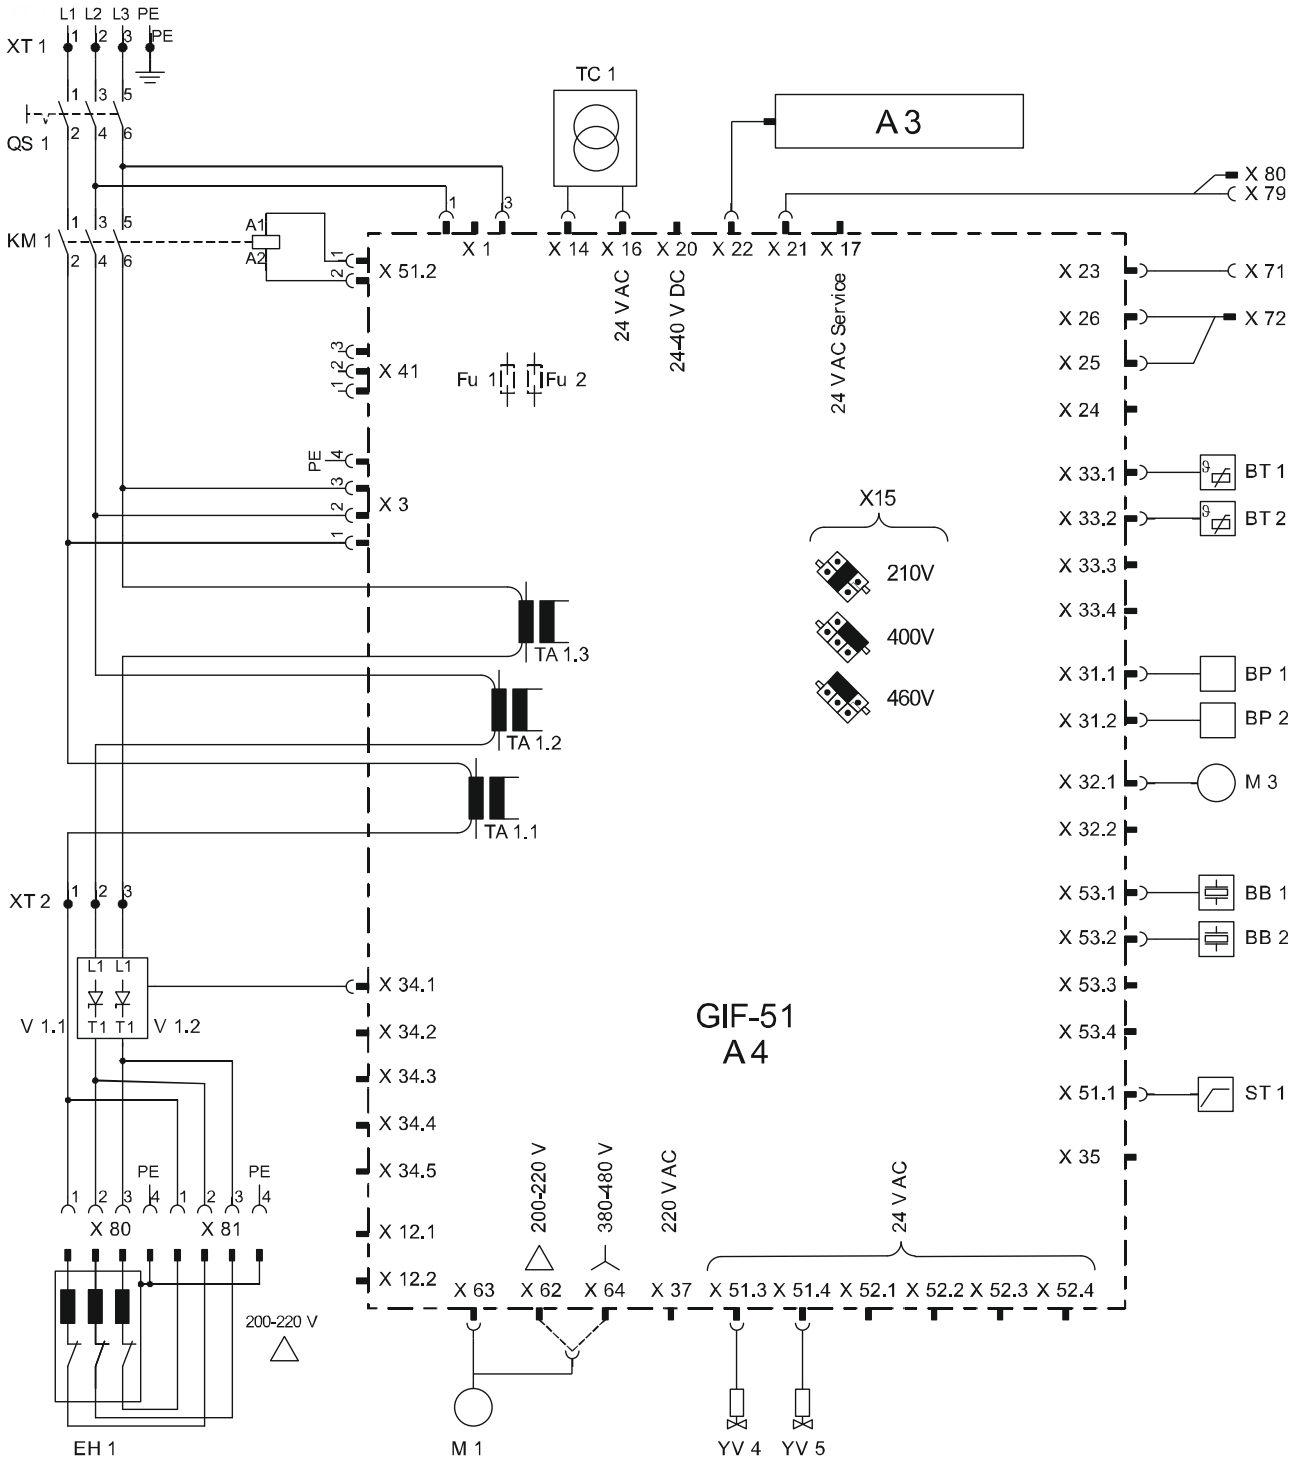 L1 L2 L3 PE
XT 1 1 2 3 PE
1 3 5
QS 1 2 4 6
TC 1
A 3
X 80
X 79
1 3
KM 1 1 3 5 A1
2 4 6 A2
1
2
X 51.2
X 1 X 14 X 16 X 20 X 22 X 21 X 17
24 V AC
24-40 V DC
24 V AC Service
X 23 X 71
X 26 X 72
X 25
X 24
3
2
1
X 41
Fu 1 Fu 2
PE 4
3
2
1
X 3
X 33.1 BT 1
X 33.2 BT 2
X 33.3
X 33.4
X15
210V
400V
460V
TA 1.3
TA 1.2
TA 1.1
X 31.1 BP 1
X 31.2 BP 2
X 32.1 M 3
X 32.2
XT 2 1 2 3
X 53.1 BB 1
X 53.2 BB 2
X 53.3
X 53.4
L1 L1
V 1.1 T1 T1 V 1.2
X 34.1
X 34.2
X 34.3
X 34.4
X 34.5
X 12.1
X 12.2
GIF-51
A 4
X 51.1 ST 1
X 35
PE PE
1 2 3 4 1 2 3 4
X 80 X 81
200-220 V
380-480 V
220 V AC
24 V AC
X 63 X 62 X 64 X 37 X 51.3 X 51.4 X 52.1 X 52.2 X 52.3 X 52.4
200-220 V
EH 1 M 1 YV 4 YV 5